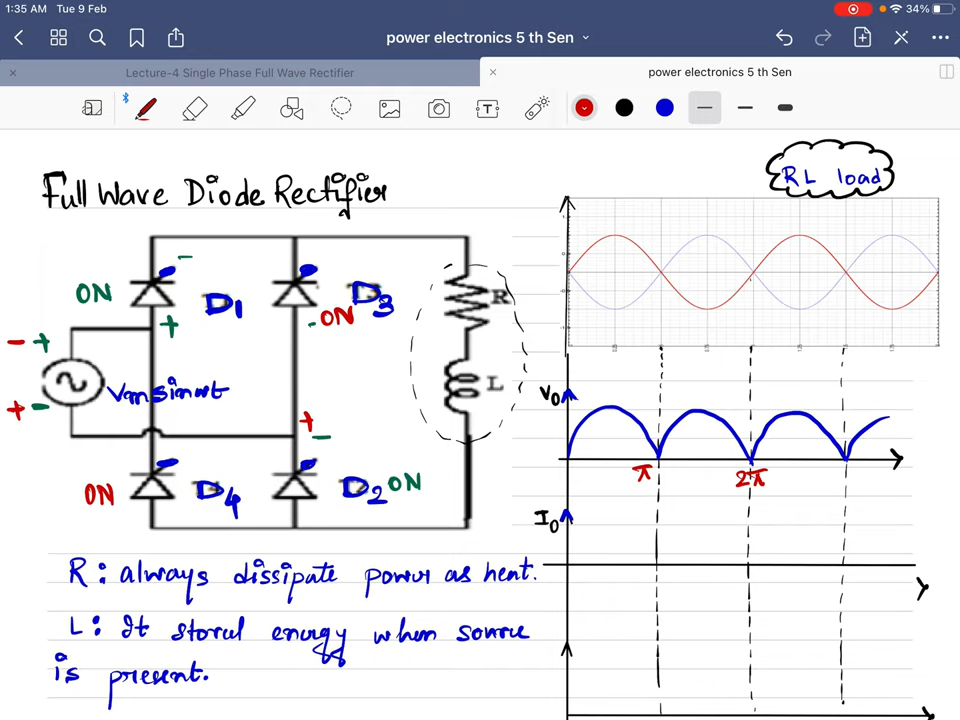 1:35 AM Tue 9 Feb
34%
power electronics 5 th Sen
Lecture-4 Single Phase Full Wave Rectifier
power electronics 5 th Sen
RL load
Full Wave Diode Rectifier
ON
-
+
D1
D3
- ON
R
L
- +
+ -
Vm sinωt
+
-
ON
D4
D2 ON
V0
π
2π
I0
R: always dissipate power as heat.
L: It stored energy when source
is present.